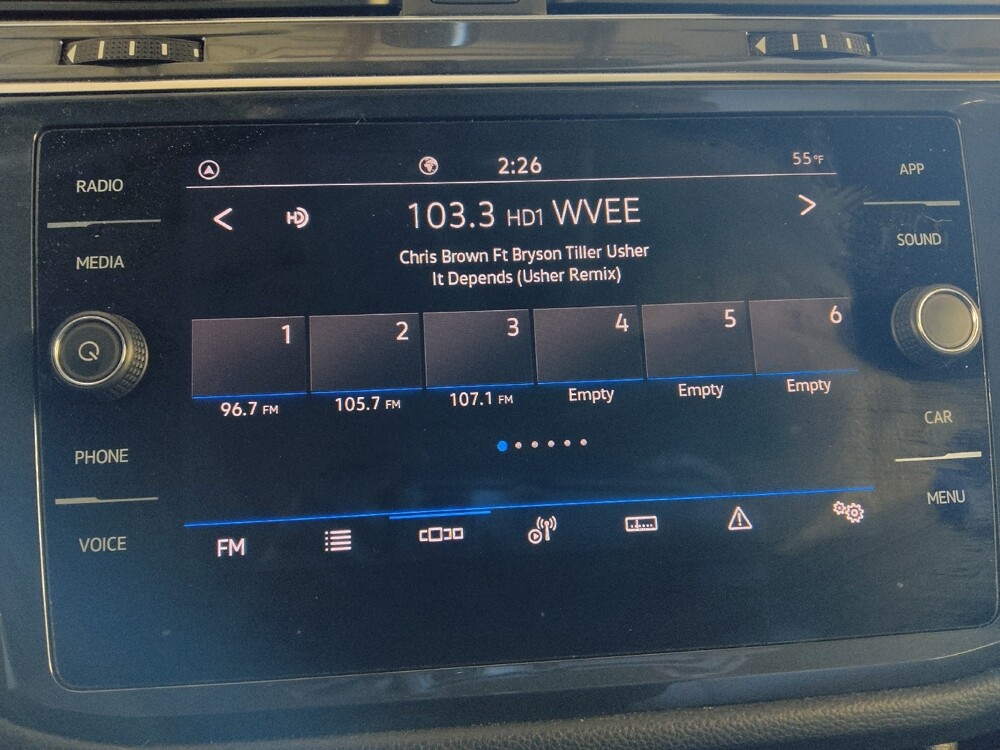 RADIO
MEDIA
PHONE
VOICE
2:26
55°F
HD
103.3 HD1 WVEE
Chris Brown Ft Bryson Tiller Usher
It Depends (Usher Remix)
1 2 3 4 5 6
96.7 FM 105.7 FM 107.1 FM Empty Empty Empty
FM
APP
SOUND
CAR
MENU